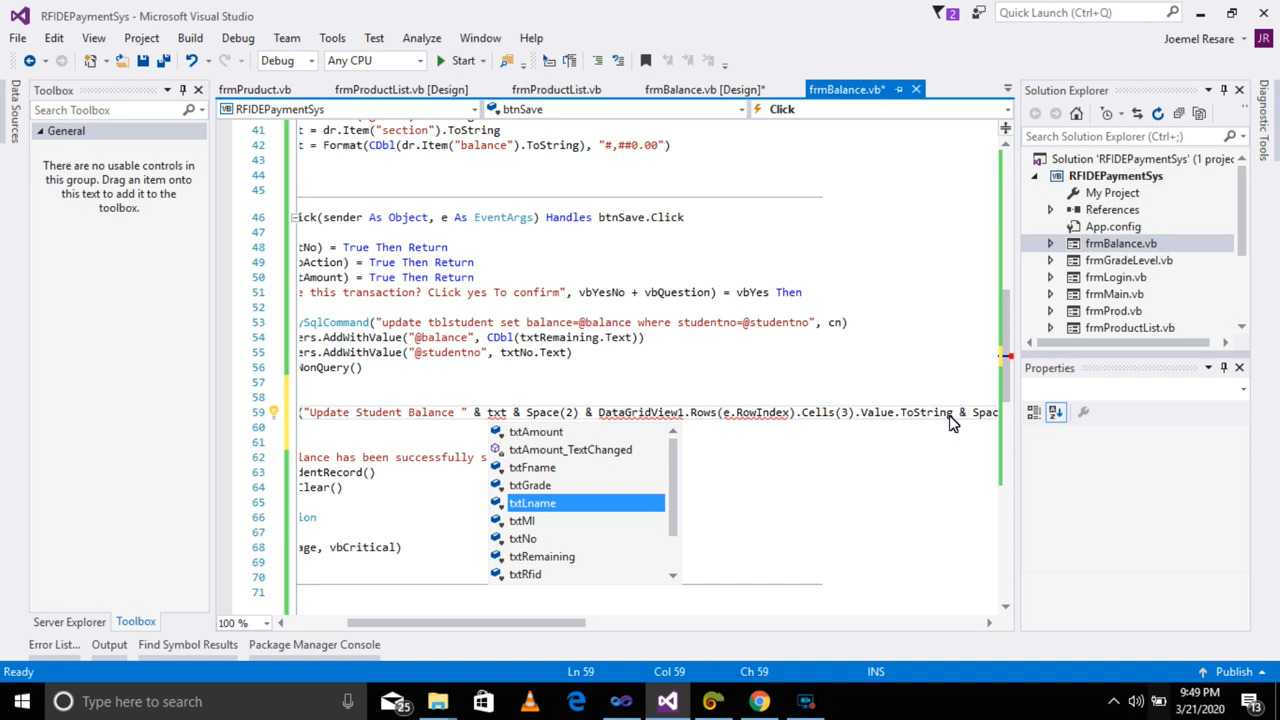 RFIDEPaymentSys - Microsoft Visual Studio
2
Quick Launch (Ctrl+Q)
File Edit View Project Build Debug Team Tools Test Analyze Window Help
Joemel Resare JR
Debug Any CPU Start
Data Sources
Toolbox
Search Toolbox
General
There are no usable controls in
this group. Drag an item onto
this text to add it to the
toolbox.
Server Explorer Toolbox
frmProduct.vb frmProductList.vb [Design] frmProductList.vb frmBalance.vb [Design]* frmBalance.vb*
RFIDEPaymentSys btnSave Click
41 t = dr.Item("section").ToString
42 t = Format(CDbl(dr.Item("balance").ToString), "#,##0.00")
43
44
45
46 ick(sender As Object, e As EventArgs) Handles btnSave.Click
47
48 tNo) = True Then Return
49 oAction) = True Then Return
50 tAmount) = True Then Return
51 e this transaction? CLick yes To confirm", vbYesNo + vbQuestion) = vbYes Then
52
53 ySqlCommand("update tblstudent set balance=@balance where studentno=@studentno", cn)
54 ers.AddWithValue("@balance", CDbl(txtRemaining.Text))
55 ers.AddWithValue("@studentno", txtNo.Text)
56 NonQuery()
57
58
59 ("Update Student Balance " & txt & Space(2) & DataGridView1.Rows(e.RowIndex).Cells(3).Value.ToString & Spac
60
61
62 lance has been successfully s
63 dentRecord()
64 Clear()
65
66 ion
67
68 age, vbCritical)
69
70
71
txtAmount
txtAmount_TextChanged
txtFname
txtGrade
txtLname
txtMI
txtNo
txtRemaining
txtRfid
100 %
Solution Explorer
Search Solution Explorer (Ctrl+;)
Solution 'RFIDEPaymentSys' (1 projec
RFIDEPaymentSys
My Project
References
App.config
frmBalance.vb
frmGradeLevel.vb
frmLogin.vb
frmMain.vb
frmProd.vb
frmProductList.vb
Properties
Diagnostic Tools
Error List... Output Find Symbol Results Package Manager Console
Ready Ln 59 Col 59 Ch 59 INS Publish
Type here to search
25
9:49 PM
3/21/2020
13